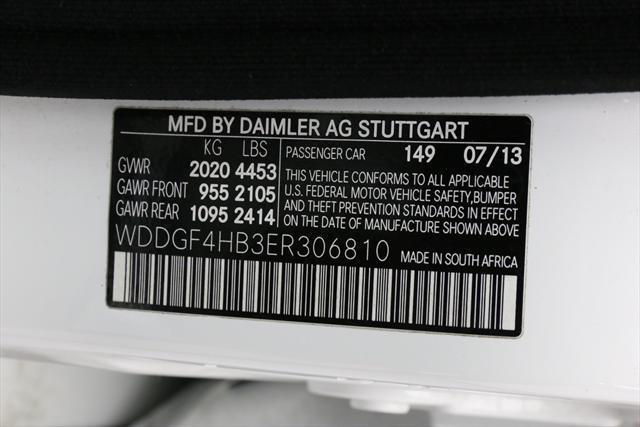 MFD BY DAIMLER AG STUTTGART
KG LBS
GVWR 2020 4453
GAWR FRONT 955 2105
GAWR REAR 1095 2414
PASSENGER CAR 149 07/13
THIS VEHICLE CONFORMS TO ALL APPLICABLE
U.S. FEDERAL MOTOR VEHICLE SAFETY,BUMPER
AND THEFT PREVENTION STANDARDS IN EFFECT
ON THE DATE OF MANUFACTURE SHOWN ABOVE
WDDGF4HB3ER306810 MADE IN SOUTH AFRICA